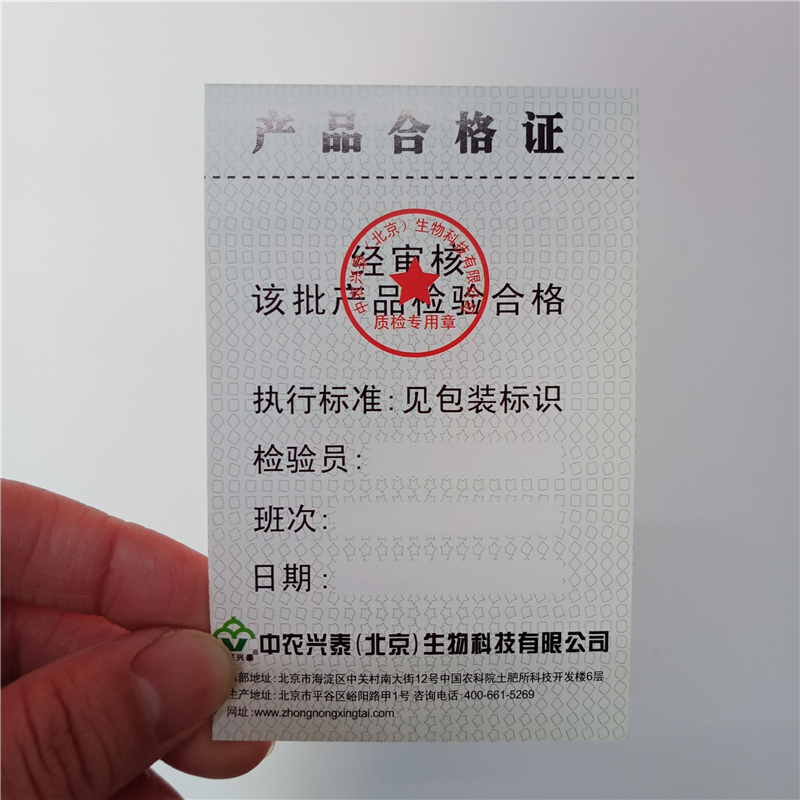 产品合格证
中农兴泰（北京）生物科技有限公司
经审核
该批产品检验合格
质检专用章
执行标准:见包装标识
检验员:
班次:
日期:
兴泰
®
中农兴泰(北京)生物科技有限公司
部地址:北京市海淀区中关村南大街12号中国农科院土肥所科技开发楼6层
生产地址:北京市平谷区峪阳路甲1号 咨询电话:400-661-5269
网址:www.zhongnongxingtai.com